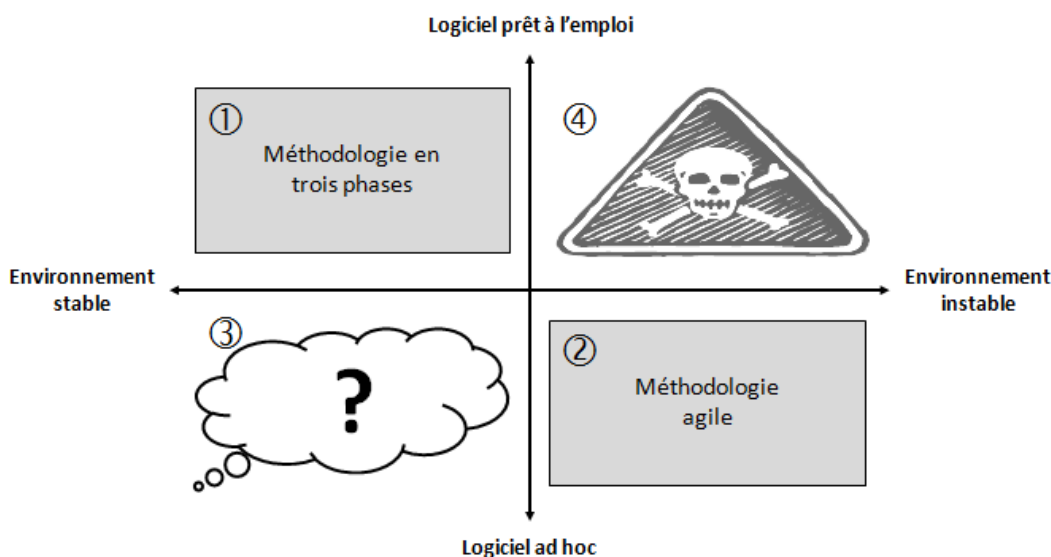 Logiciel prêt à l'emploi
①
Méthodologie en
trois phases
④
Environnement
stable
Environnement
instable
③
?
②
Méthodologie
agile
Logiciel ad hoc